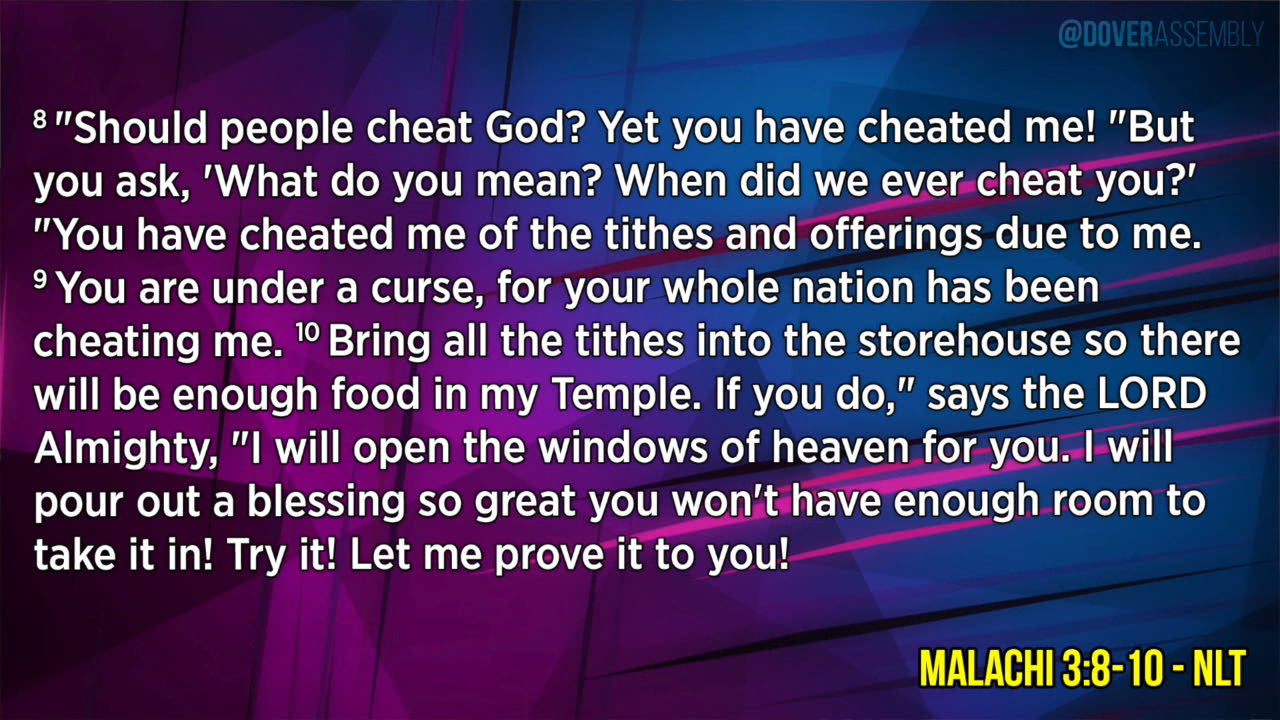 @DOVERASSEMBLY
8 "Should people cheat God? Yet you have cheated me! "But
you ask, 'What do you mean? When did we ever cheat you?'
"You have cheated me of the tithes and offerings due to me.
9 You are under a curse, for your whole nation has been
cheating me. 10 Bring all the tithes into the storehouse so there
will be enough food in my Temple. If you do," says the LORD
Almighty, "I will open the windows of heaven for you. I will
pour out a blessing so great you won't have enough room to
take it in! Try it! Let me prove it to you!
MALACHI 3:8-10 - NLT